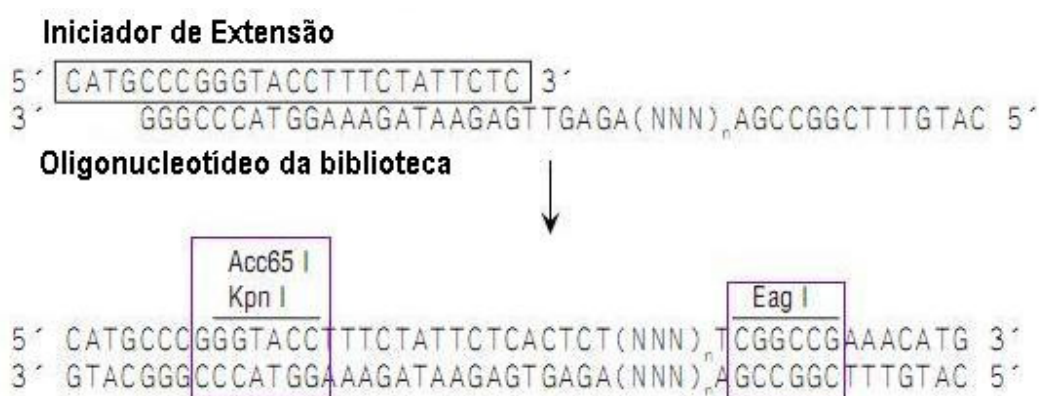 Iniciador de Extensão
5´ CATGCCCGGGTACCTTTCTATTCTC 3´
3´ GGGCCCATGGAAAGATAAGAGTTGAGA(NNN)nAGCCGGCTTTGTAC 5´
Oligonucleotídeo da biblioteca
Acc65 I
Kpn I
Eag I
5´ CATGCCCGGGTACCTTTCTATTCTCACTCT(NNN)nTCGGCCGAAACATG 3´
3´ GTACGGGCCCATGGAAAGATAAGAGTGAGA(NNN)nAGCCGGCTTTGTAC 5´